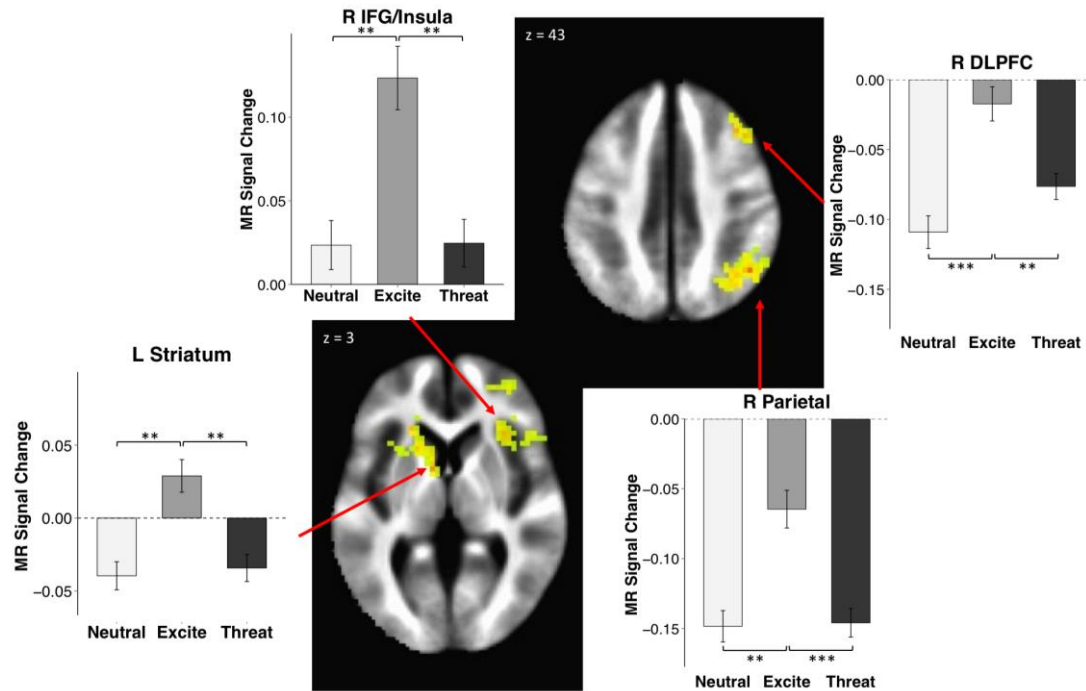 R IFG/Insula
** **
MR Signal Change
0.10
0.05
0.00
Neutral Excite Threat
z = 43
R DLPFC
MR Signal Change
0.00
−0.05
−0.10
−0.15
*** **
Neutral Excite Threat
L Striatum
MR Signal Change
** **
0.05
0.00
−0.05
Neutral Excite Threat
z = 3
R Parietal
MR Signal Change
0.00
−0.05
−0.10
−0.15
** ***
Neutral Excite Threat